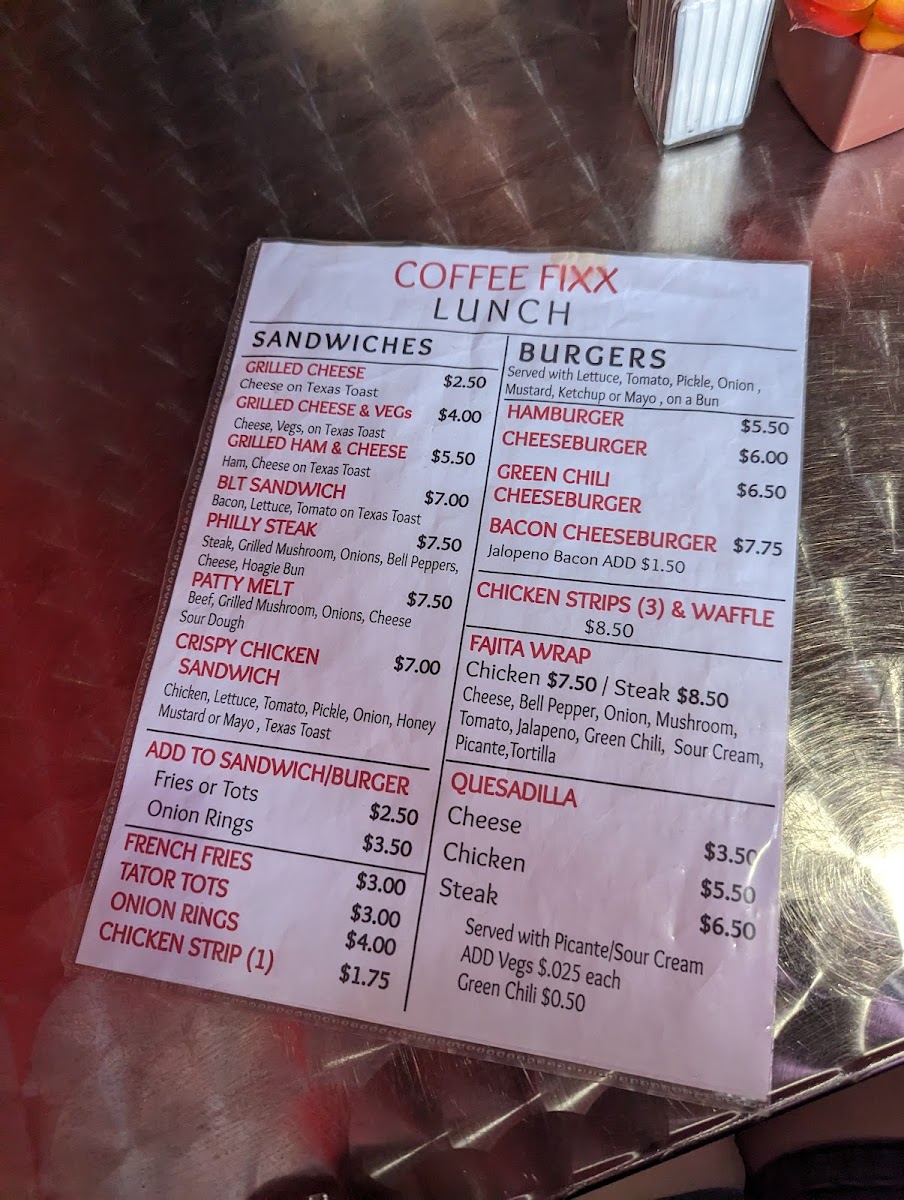 COFFEE FIXX
LUNCH
SANDWICHES
GRILLED CHEESE $2.50
Cheese on Texas Toast
GRILLED CHEESE & VEGs $4.00
Cheese, Vegs, on Texas Toast
GRILLED HAM & CHEESE $5.50
Ham, Cheese on Texas Toast
BLT SANDWICH $7.00
Bacon, Lettuce, Tomato on Texas Toast
PHILLY STEAK $7.50
Steak, Grilled Mushroom, Onions, Bell Peppers,
Cheese, Hoagie Bun
PATTY MELT $7.50
Beef, Grilled Mushroom, Onions, Cheese
Sour Dough
CRISPY CHICKEN
SANDWICH $7.00
Chicken, Lettuce, Tomato, Pickle, Onion, Honey
Mustard or Mayo , Texas Toast
ADD TO SANDWICH/BURGER
Fries or Tots $2.50
Onion Rings $3.50
FRENCH FRIES $3.00
TATOR TOTS $3.00
ONION RINGS $4.00
CHICKEN STRIP (1) $1.75
BURGERS
Served with Lettuce, Tomato, Pickle, Onion ,
Mustard, Ketchup or Mayo , on a Bun
HAMBURGER $5.50
CHEESEBURGER $6.00
GREEN CHILI $6.50
CHEESEBURGER
BACON CHEESEBURGER $7.75
Jalopeno Bacon ADD $1.50
CHICKEN STRIPS (3) & WAFFLE
$8.50
FAJITA WRAP
Chicken $7.50 / Steak $8.50
Cheese, Bell Pepper, Onion, Mushroom,
Tomato, Jalapeno, Green Chili, Sour Cream,
Picante,Tortilla
QUESADILLA
Cheese $3.50
Chicken $5.50
Steak $6.50
Served with Picante/Sour Cream
ADD Vegs $.025 each
Green Chili $0.50